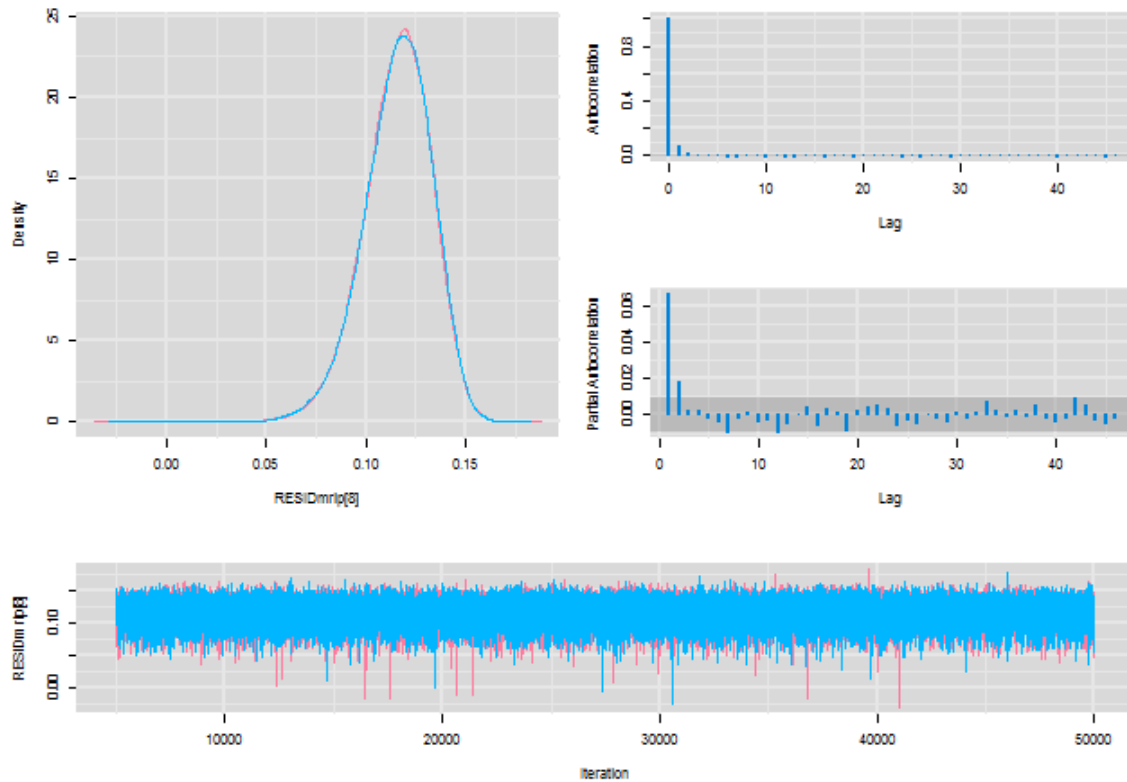 25
20
15
10
5
0
Density
0.00 0.05 0.10 0.15
RESIDmrip[8]
0.8
0.4
0.0
Autocorrelation
0 10 20 30 40
Lag
0.06
0.04
0.02
0.00
Partial Autocorrelation
0 10 20 30 40
Lag
0.10
0.00
RESIDmrip[8]
10000 20000 30000 40000 50000
Iteration